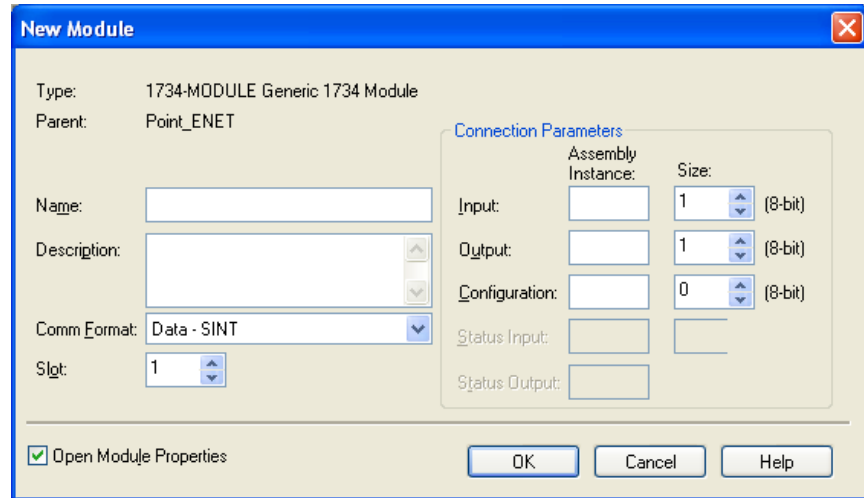 New Module
Type: 1734-MODULE Generic 1734 Module
Parent: Point_ENET
Connection Parameters
Assembly Instance: Size:
Name:
Input: 1 (8-bit)
Description:
Output: 1 (8-bit)
Configuration: 0 (8-bit)
Comm Format: Data - SINT
Status Input:
Slot: 1
Status Output:
Open Module Properties
OK Cancel Help